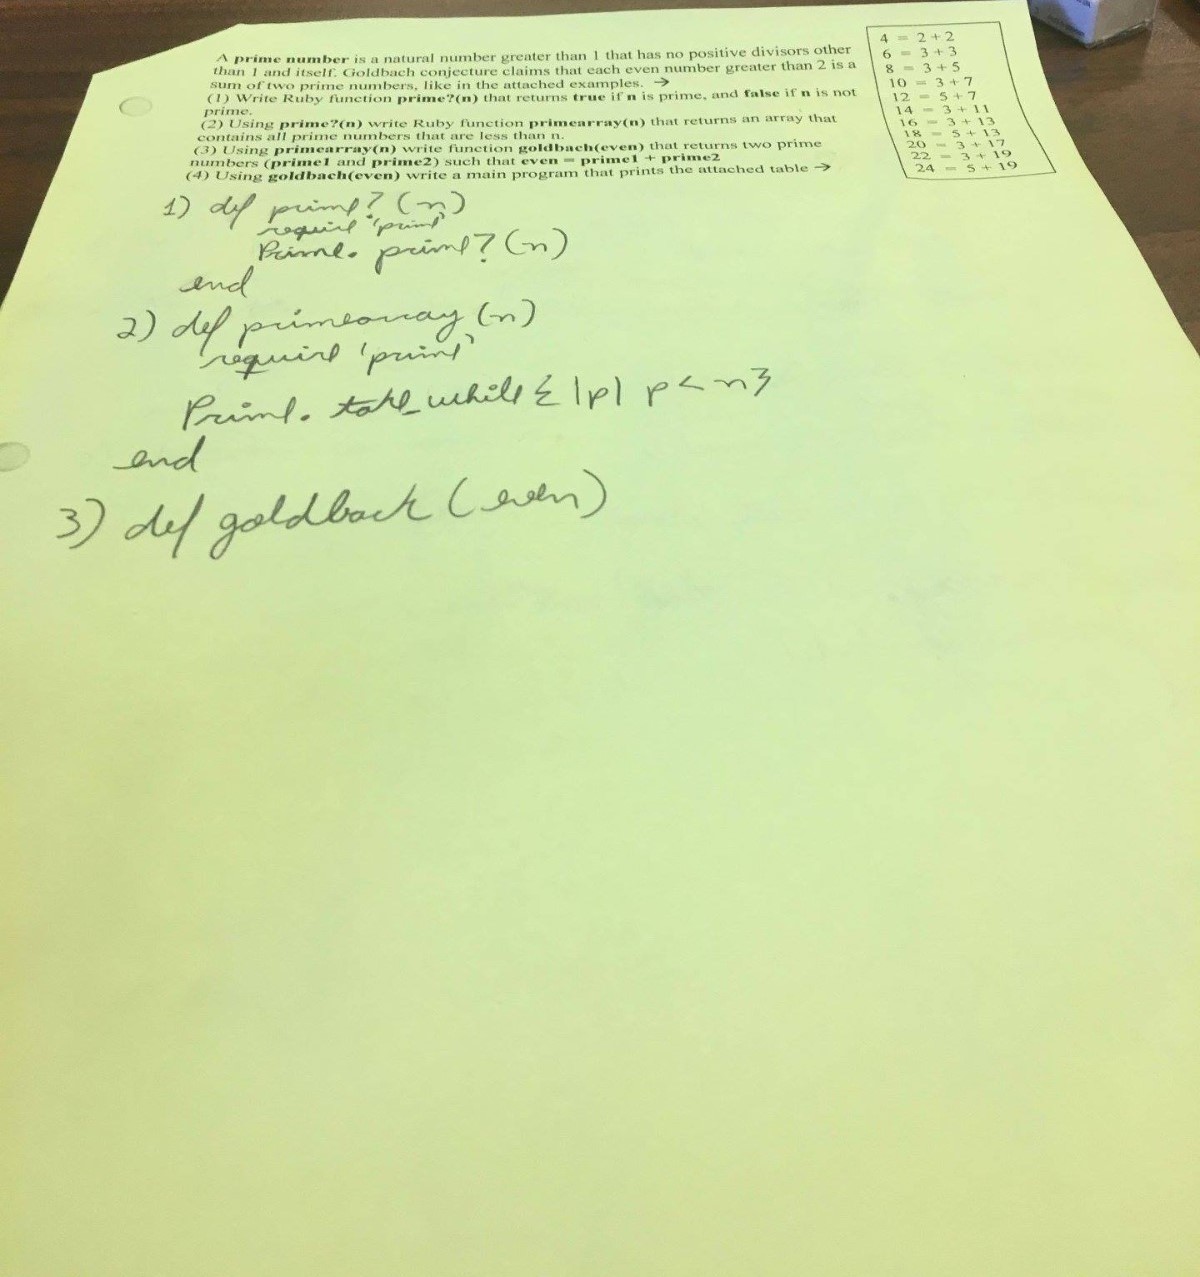 A prime number is a natural number greater than 1 that has no positive divisors other
than 1 and itself. Goldbach conjecture claims that each even number greater than 2 is a
sum of two prime numbers, like in the attached examples. →
(1) Write Ruby function prime?(n) that returns true if n is prime, and false if n is not
prime.
(2) Using prime?(n) write Ruby function primearray(n) that returns an array that
contains all prime numbers that are less than n.
(3) Using primearray(n) write function goldbach(even) that returns two prime
numbers (prime1 and prime2) such that even = prime1 + prime2
(4) Using goldbach(even) write a main program that prints the attached table →
4 = 2 + 2
6 = 3 + 3
8 = 3 + 5
10 = 3 + 7
12 = 5 + 7
14 = 3 + 11
16 = 3 + 13
18 = 5 + 13
20 = 3 + 17
22 = 3 + 19
24 = 5 + 19
1) def prime? (n)
require 'prime'
Prime. prime? (n)
end
2) def primearray (n)
require 'prime'
Prime. take_while { |p| p < n}
end
3) def goldback (even)